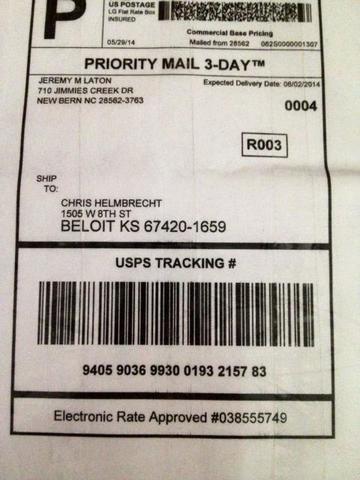 P
US POSTAGE
LG Flat Rate Box
INSURED
Commercial Base Pricing
05/29/14
Mailed from 28562
062S0000001307
PRIORITY MAIL 3-DAY™
JEREMY M LATON
710 JIMMIES CREEK DR
NEW BERN NC 28562-3763
Expected Delivery Date: 06/02/2014
0004
R003
SHIP
TO:
CHRIS HELMBRECHT
1505 W 8TH ST
BELOIT KS 67420-1659
USPS TRACKING #
9405 9036 9930 0193 2157 83
Electronic Rate Approved #038555749